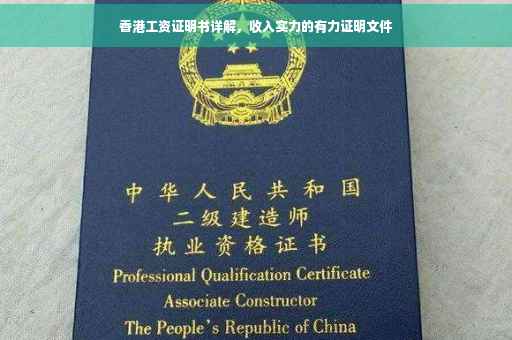 香港工资证明书详解，收入实力的有力证明文件
中华人民共和国
二级建造师
执业资格证书
Professional Qualification Certificate
Associate Constructor
The People's Republic of China